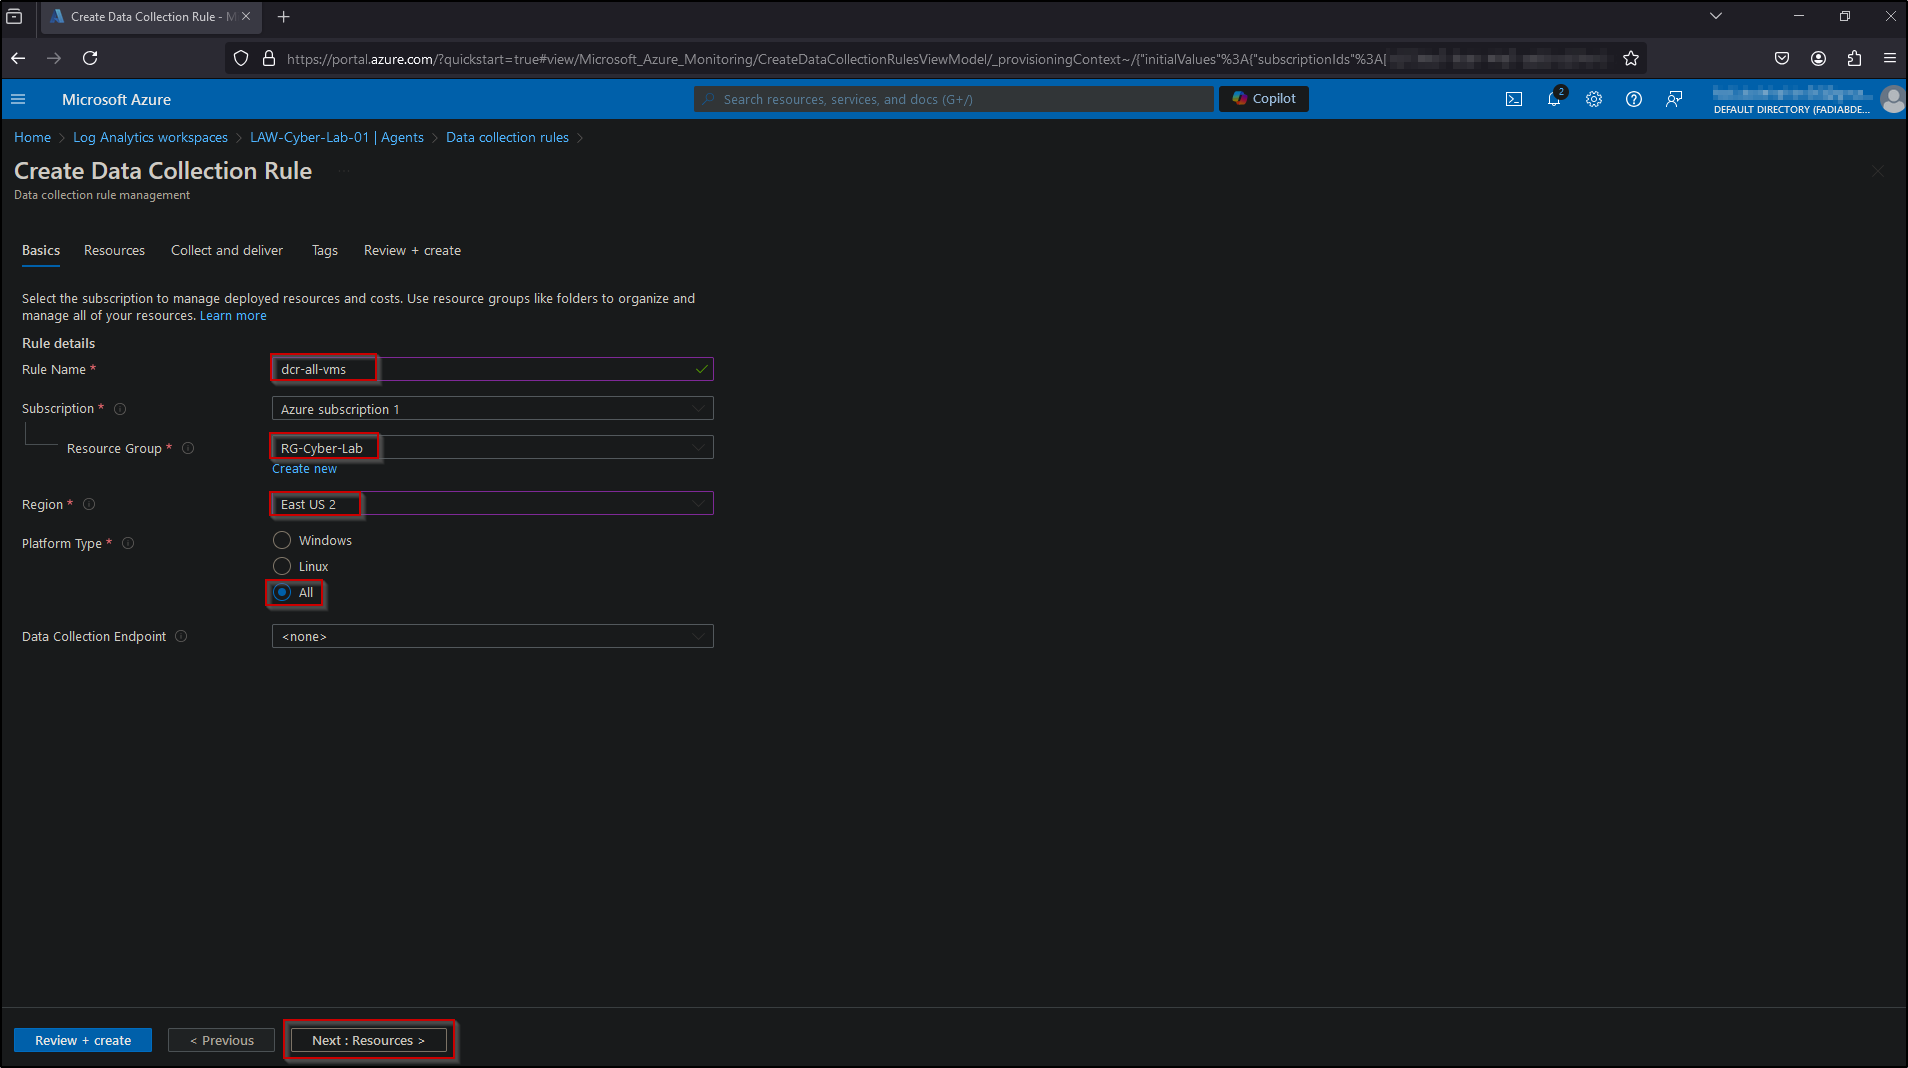 Create Data Collection Rule - M
https://portal.azure.com/?quickstart=true#view/Microsoft_Azure_Monitoring/CreateDataCollectionRulesViewModel/_provisioningContext~/{"initialValues"%3A{"subscriptionIds"%3A[
Microsoft Azure
Search resources, services, and docs (G+/)
Copilot
2
DEFAULT DIRECTORY (FADIABDE...
Home > Log Analytics workspaces > LAW-Cyber-Lab-01 | Agents > Data collection rules >
Create Data Collection Rule ...
Data collection rule management
Basics Resources Collect and deliver Tags Review + create
Select the subscription to manage deployed resources and costs. Use resource groups like folders to organize and
manage all of your resources. Learn more
Rule details
Rule Name * dcr-all-vms
Subscription * Azure subscription 1
Resource Group * RG-Cyber-Lab
Create new
Region * East US 2
Platform Type * Windows
Linux
All
Data Collection Endpoint <none>
Review + create < Previous Next : Resources >